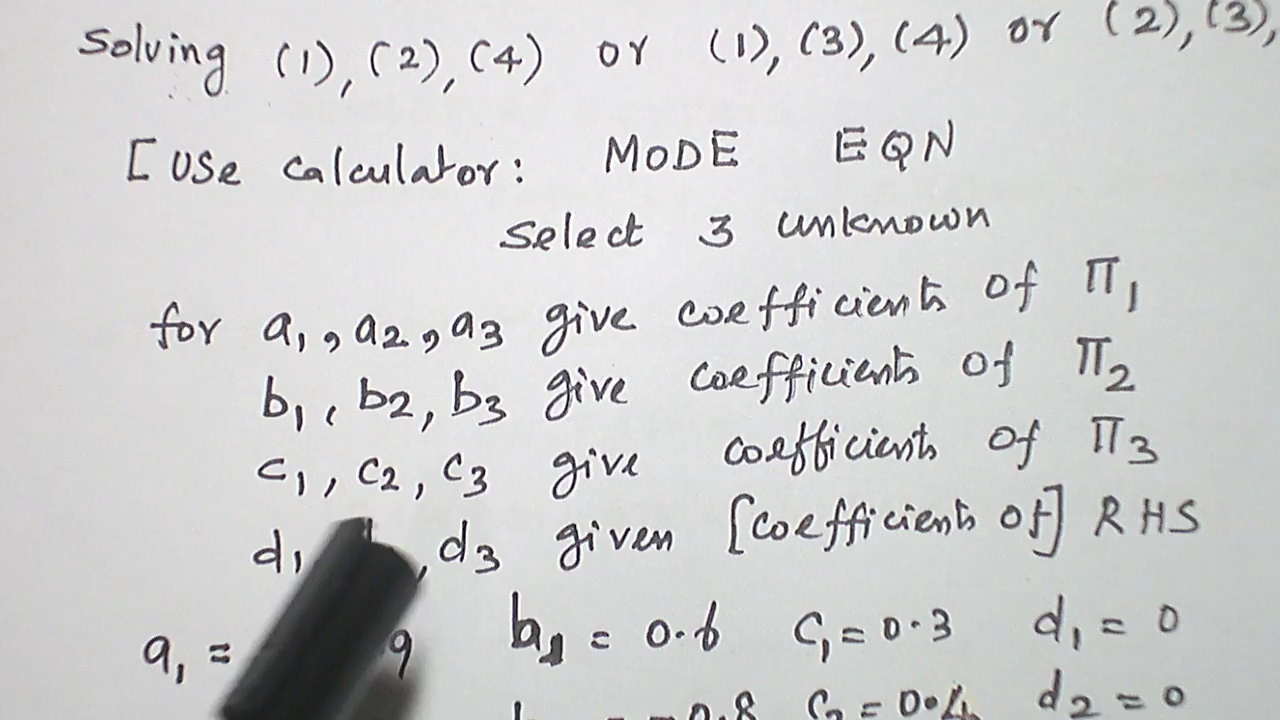 Solving (1), (2), (4) or (1), (3), (4) or (2), (3),
[Use calculator: MODE EQN
Select 3 unknown
for a1, a2, a3 give coefficients of Π1
b1, b2, b3 give coefficients of Π2
c1, c2, c3 give coefficients of Π3
d1 , d3 given [coefficients of] RHS
a1 = 9 b1 = 0.6 c1 = 0.3 d1 = 0
-0.8 c2 = 0.4 d2 = 0